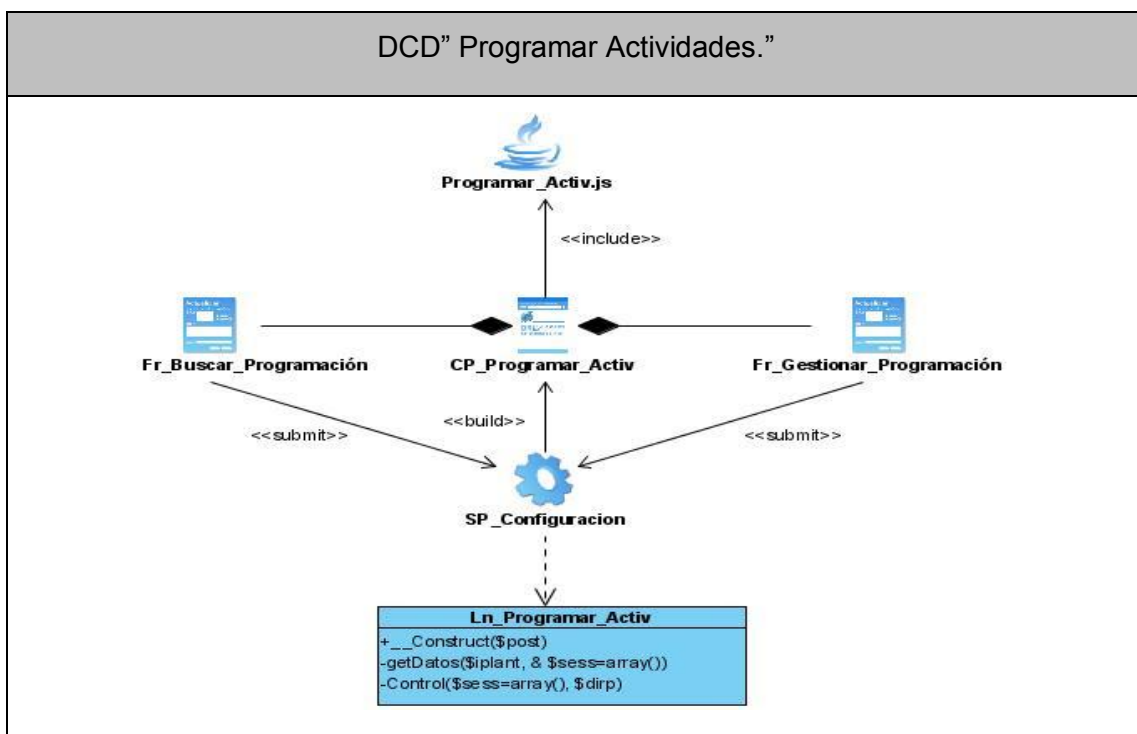 DCD” Programar Actividades.”
Programar_Activ.js
<<include>>
Fr_Buscar_Programación
CP_Programar_Activ
Fr_Gestionar_Programación
<<submit>>
<<build>>
<<submit>>
SP_Configuracion
Ln_Programar_Activ
+__Construct($post)
-getDatos($iplant, & $sess=array())
-Control($sess=array(), $dirp)